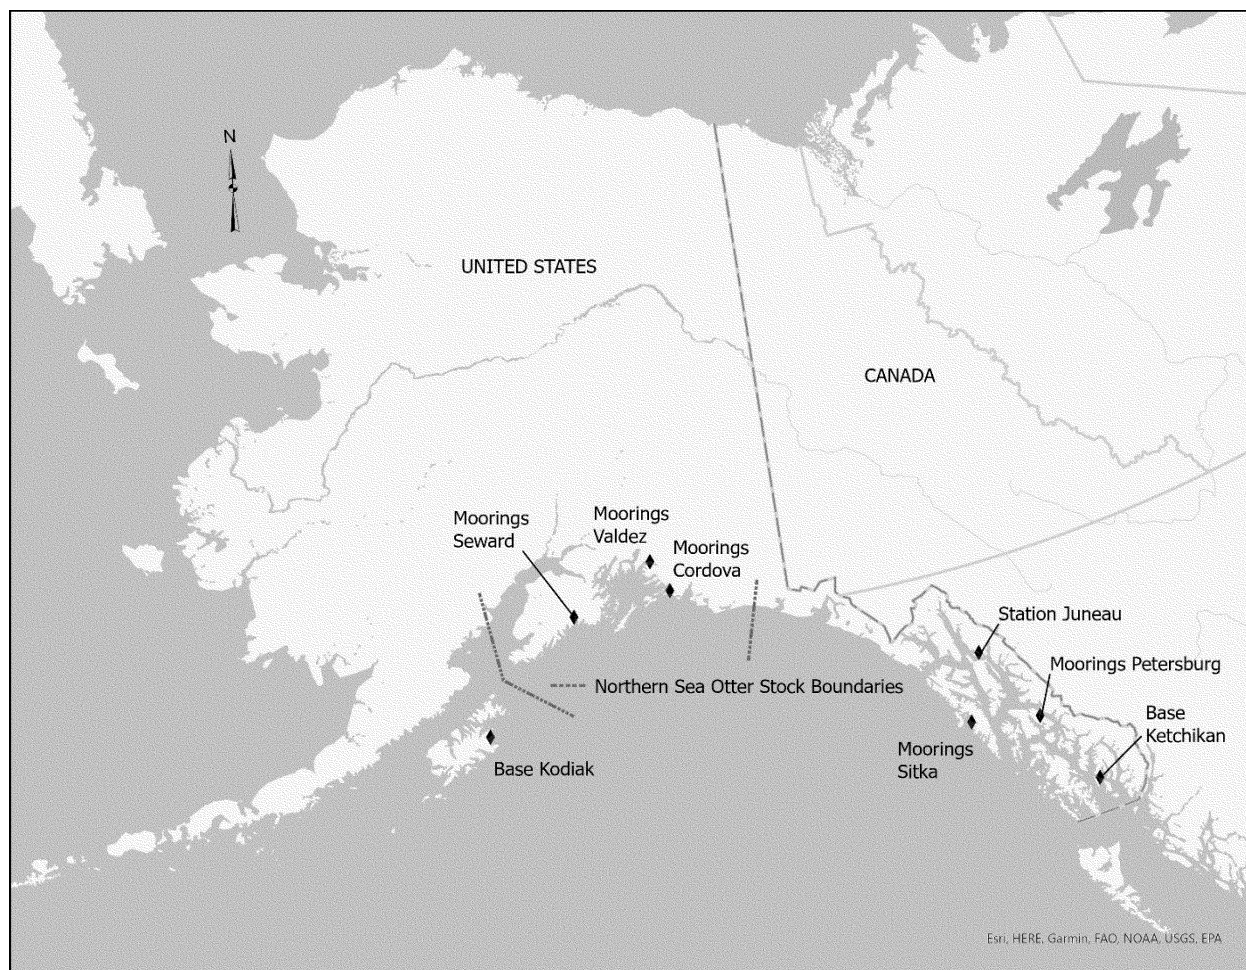 N
UNITED STATES
CANADA
Moorings
Seward
Moorings
Valdez
Moorings
Cordova
Station Juneau
Moorings Petersburg
Northern Sea Otter Stock Boundaries
Base
Ketchikan
Moorings
Sitka
Base Kodiak
Esri, HERE, Garmin, FAO, NOAA, USGS, EPA